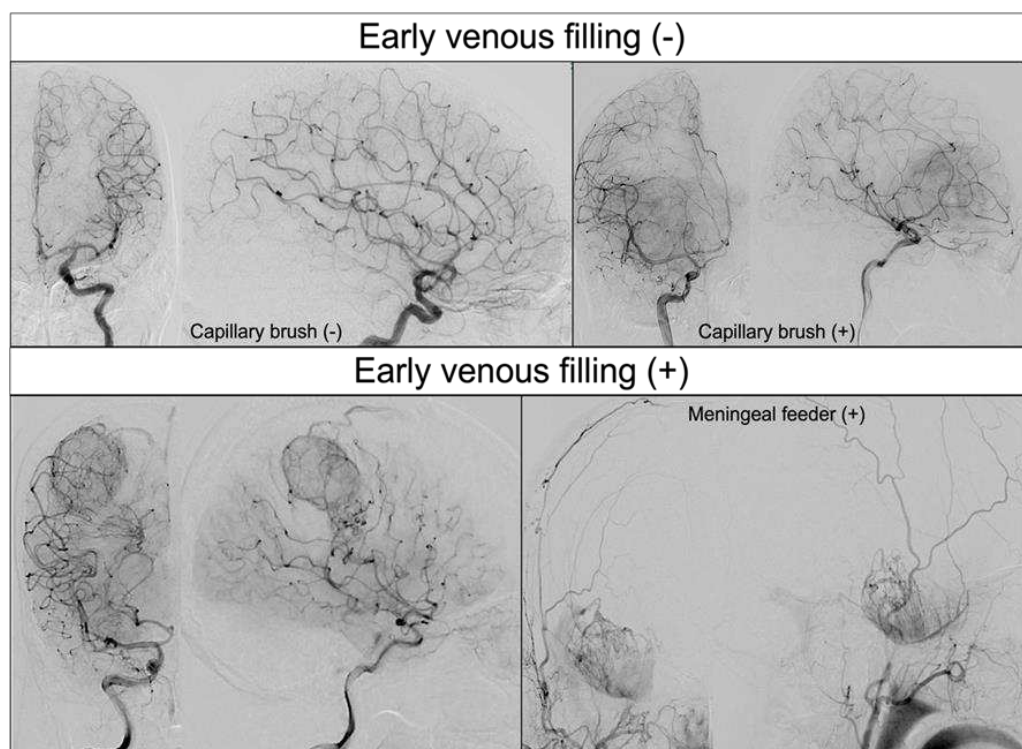 Early venous filling (-)
Capillary brush (-)
Capillary brush (+)
Early venous filling (+)
Meningeal feeder (+)